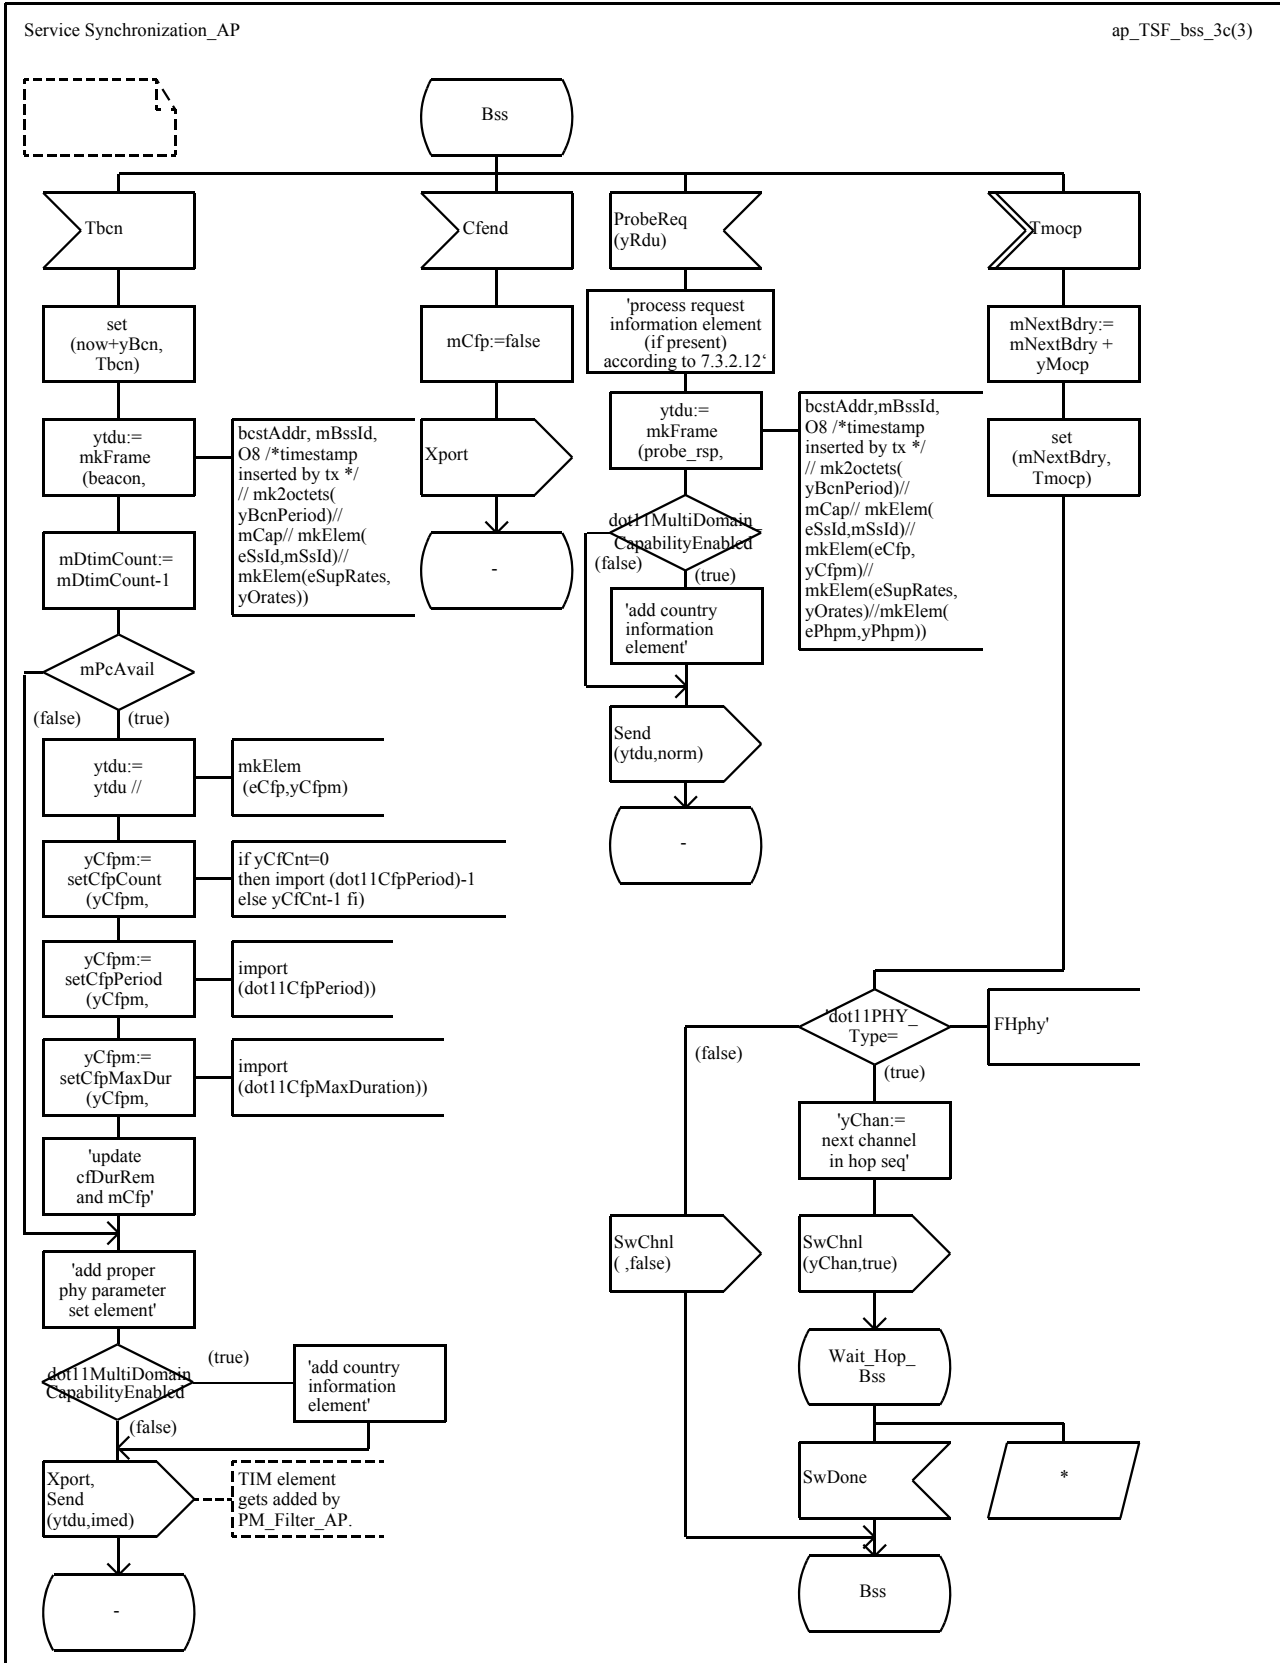 Service Synchronization_AP
ap_TSF_bss_3c(3)
Bss
Tbcn
set
(now+yBcn,
Tbcn)
ytdu:=
mkFrame
(beacon,
bcstAddr, mBssId,
O8 /*timestamp
inserted by tx */
// mk2octets(
yBcnPeriod)//
mCap// mkElem(
eSsId,mSsId)//
mkElem(eSupRates,
yOrates))
mDtimCount:=
mDtimCount-1
mPcAvail
(false)
(true)
ytdu:=
ytdu //
mkElem
(eCfp,yCfpm)
yCfpm:=
setCfpCount
(yCfpm,
if yCfCnt=0
then import (dot11CfpPeriod)-1
else yCfCnt-1 fi)
yCfpm:=
setCfpPeriod
(yCfpm,
import
(dot11CfpPeriod))
yCfpm:=
setCfpMaxDur
(yCfpm,
import
(dot11CfpMaxDuration))
'update
cfDurRem
and mCfp'
'add proper
phy parameter
set element'
dot11MultiDomain
CapabilityEnabled
(true)
'add country
information
element'
(false)
Xport,
Send
(ytdu,imed)
TIM element
gets added by
PM_Filter_AP.
-
Cfend
mCfp:=false
Xport
-
ProbeReq
(yRdu)
'process request
information element
(if present)
according to 7.3.2.12‘
ytdu:=
mkFrame
(probe_rsp,
bcstAddr,mBssId,
O8 /*timestamp
inserted by tx */
// mk2octets(
yBcnPeriod)//
mCap// mkElem(
eSsId,mSsId)//
mkElem(eCfp,
yCfpm)//
mkElem(eSupRates,
yOrates)//mkElem(
ePhpm,yPhpm))
dot11MultiDomain_
CapabilityEnabled
(false)
(true)
'add country
information
element'
Send
(ytdu,norm)
-
Tmocp
mNextBdry:=
mNextBdry +
yMocp
set
(mNextBdry,
Tmocp)
'dot11PHY_
Type=
FHphy'
(false)
(true)
'yChan:=
next channel
in hop seq'
SwChnl
( ,false)
SwChnl
(yChan,true)
Wait_Hop_
Bss
SwDone
*
Bss